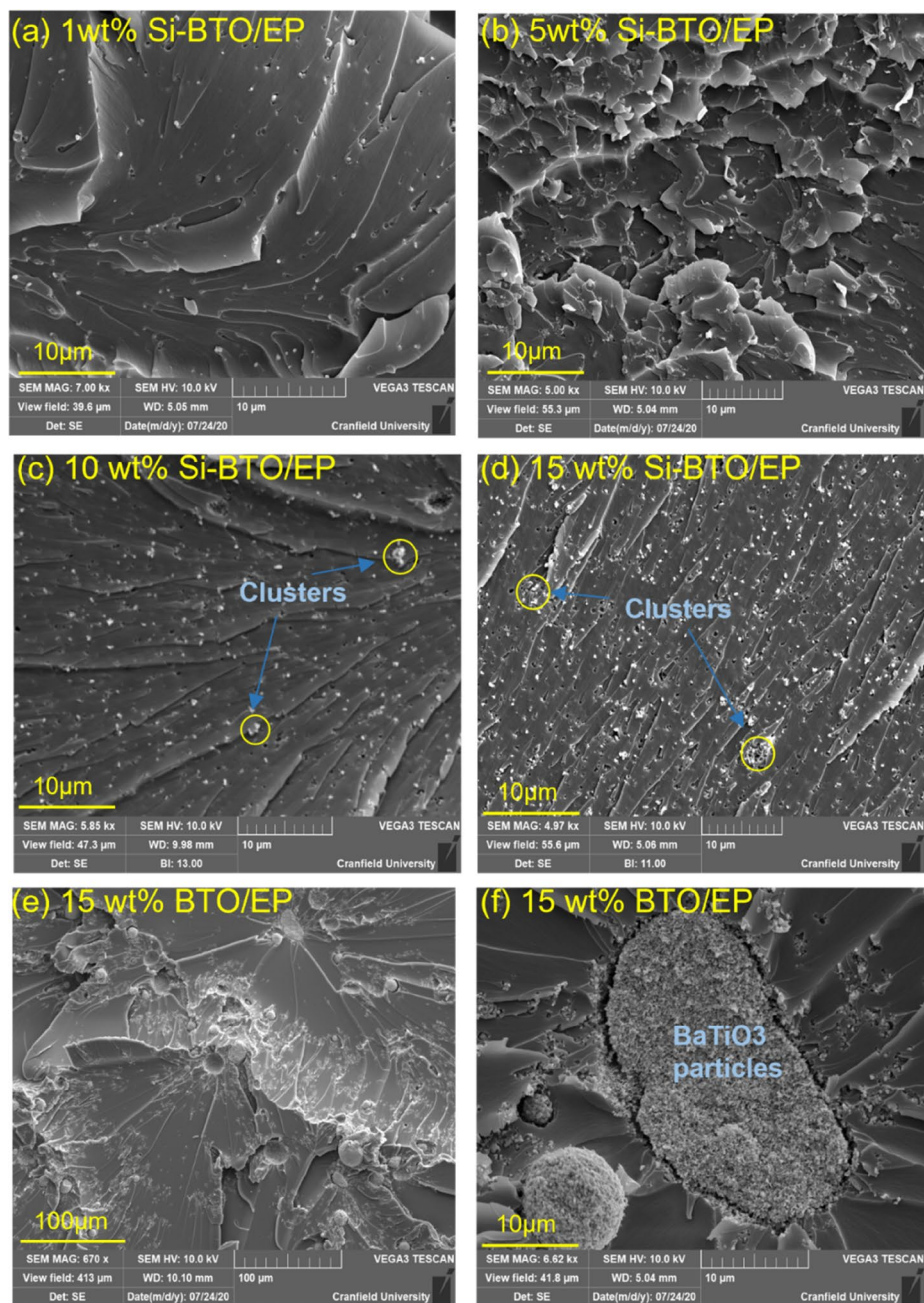 (a) 1wt% Si-BTO/EP
10μm
SEM MAG: 7.00 kx SEM HV: 10.0 kV VEGA3 TESCAN
View field: 39.6 μm WD: 5.05 mm 10 μm
Det: SE Date(m/d/y): 07/24/20 Cranfield University
(b) 5wt% Si-BTO/EP
10μm
SEM MAG: 5.00 kx SEM HV: 10.0 kV VEGA3 TESCAN
View field: 55.3 μm WD: 5.04 mm 10 μm
Det: SE Date(m/d/y): 07/24/20 Cranfield University
(c) 10 wt% Si-BTO/EP
Clusters
10μm
SEM MAG: 5.85 kx SEM HV: 10.0 kV VEGA3 TESCAN
View field: 47.3 μm WD: 9.98 mm 10 μm
Det: SE BI: 13.00 Cranfield University
(d) 15 wt% Si-BTO/EP
Clusters
10μm
SEM MAG: 4.97 kx SEM HV: 10.0 kV VEGA3 TESCAN
View field: 55.6 μm WD: 5.06 mm 10 μm
Det: SE BI: 11.00 Cranfield University
(e) 15 wt% BTO/EP
100μm
SEM MAG: 670 x SEM HV: 10.0 kV VEGA3 TESCAN
View field: 413 μm WD: 10.10 mm 100 μm
Det: SE Date(m/d/y): 07/24/20 Cranfield University
(f) 15 wt% BTO/EP
BaTiO3
particles
10μm
SEM MAG: 6.62 kx SEM HV: 10.0 kV VEGA3 TESCAN
View field: 41.8 μm WD: 5.04 mm 10 μm
Det: SE Date(m/d/y): 07/24/20 Cranfield University